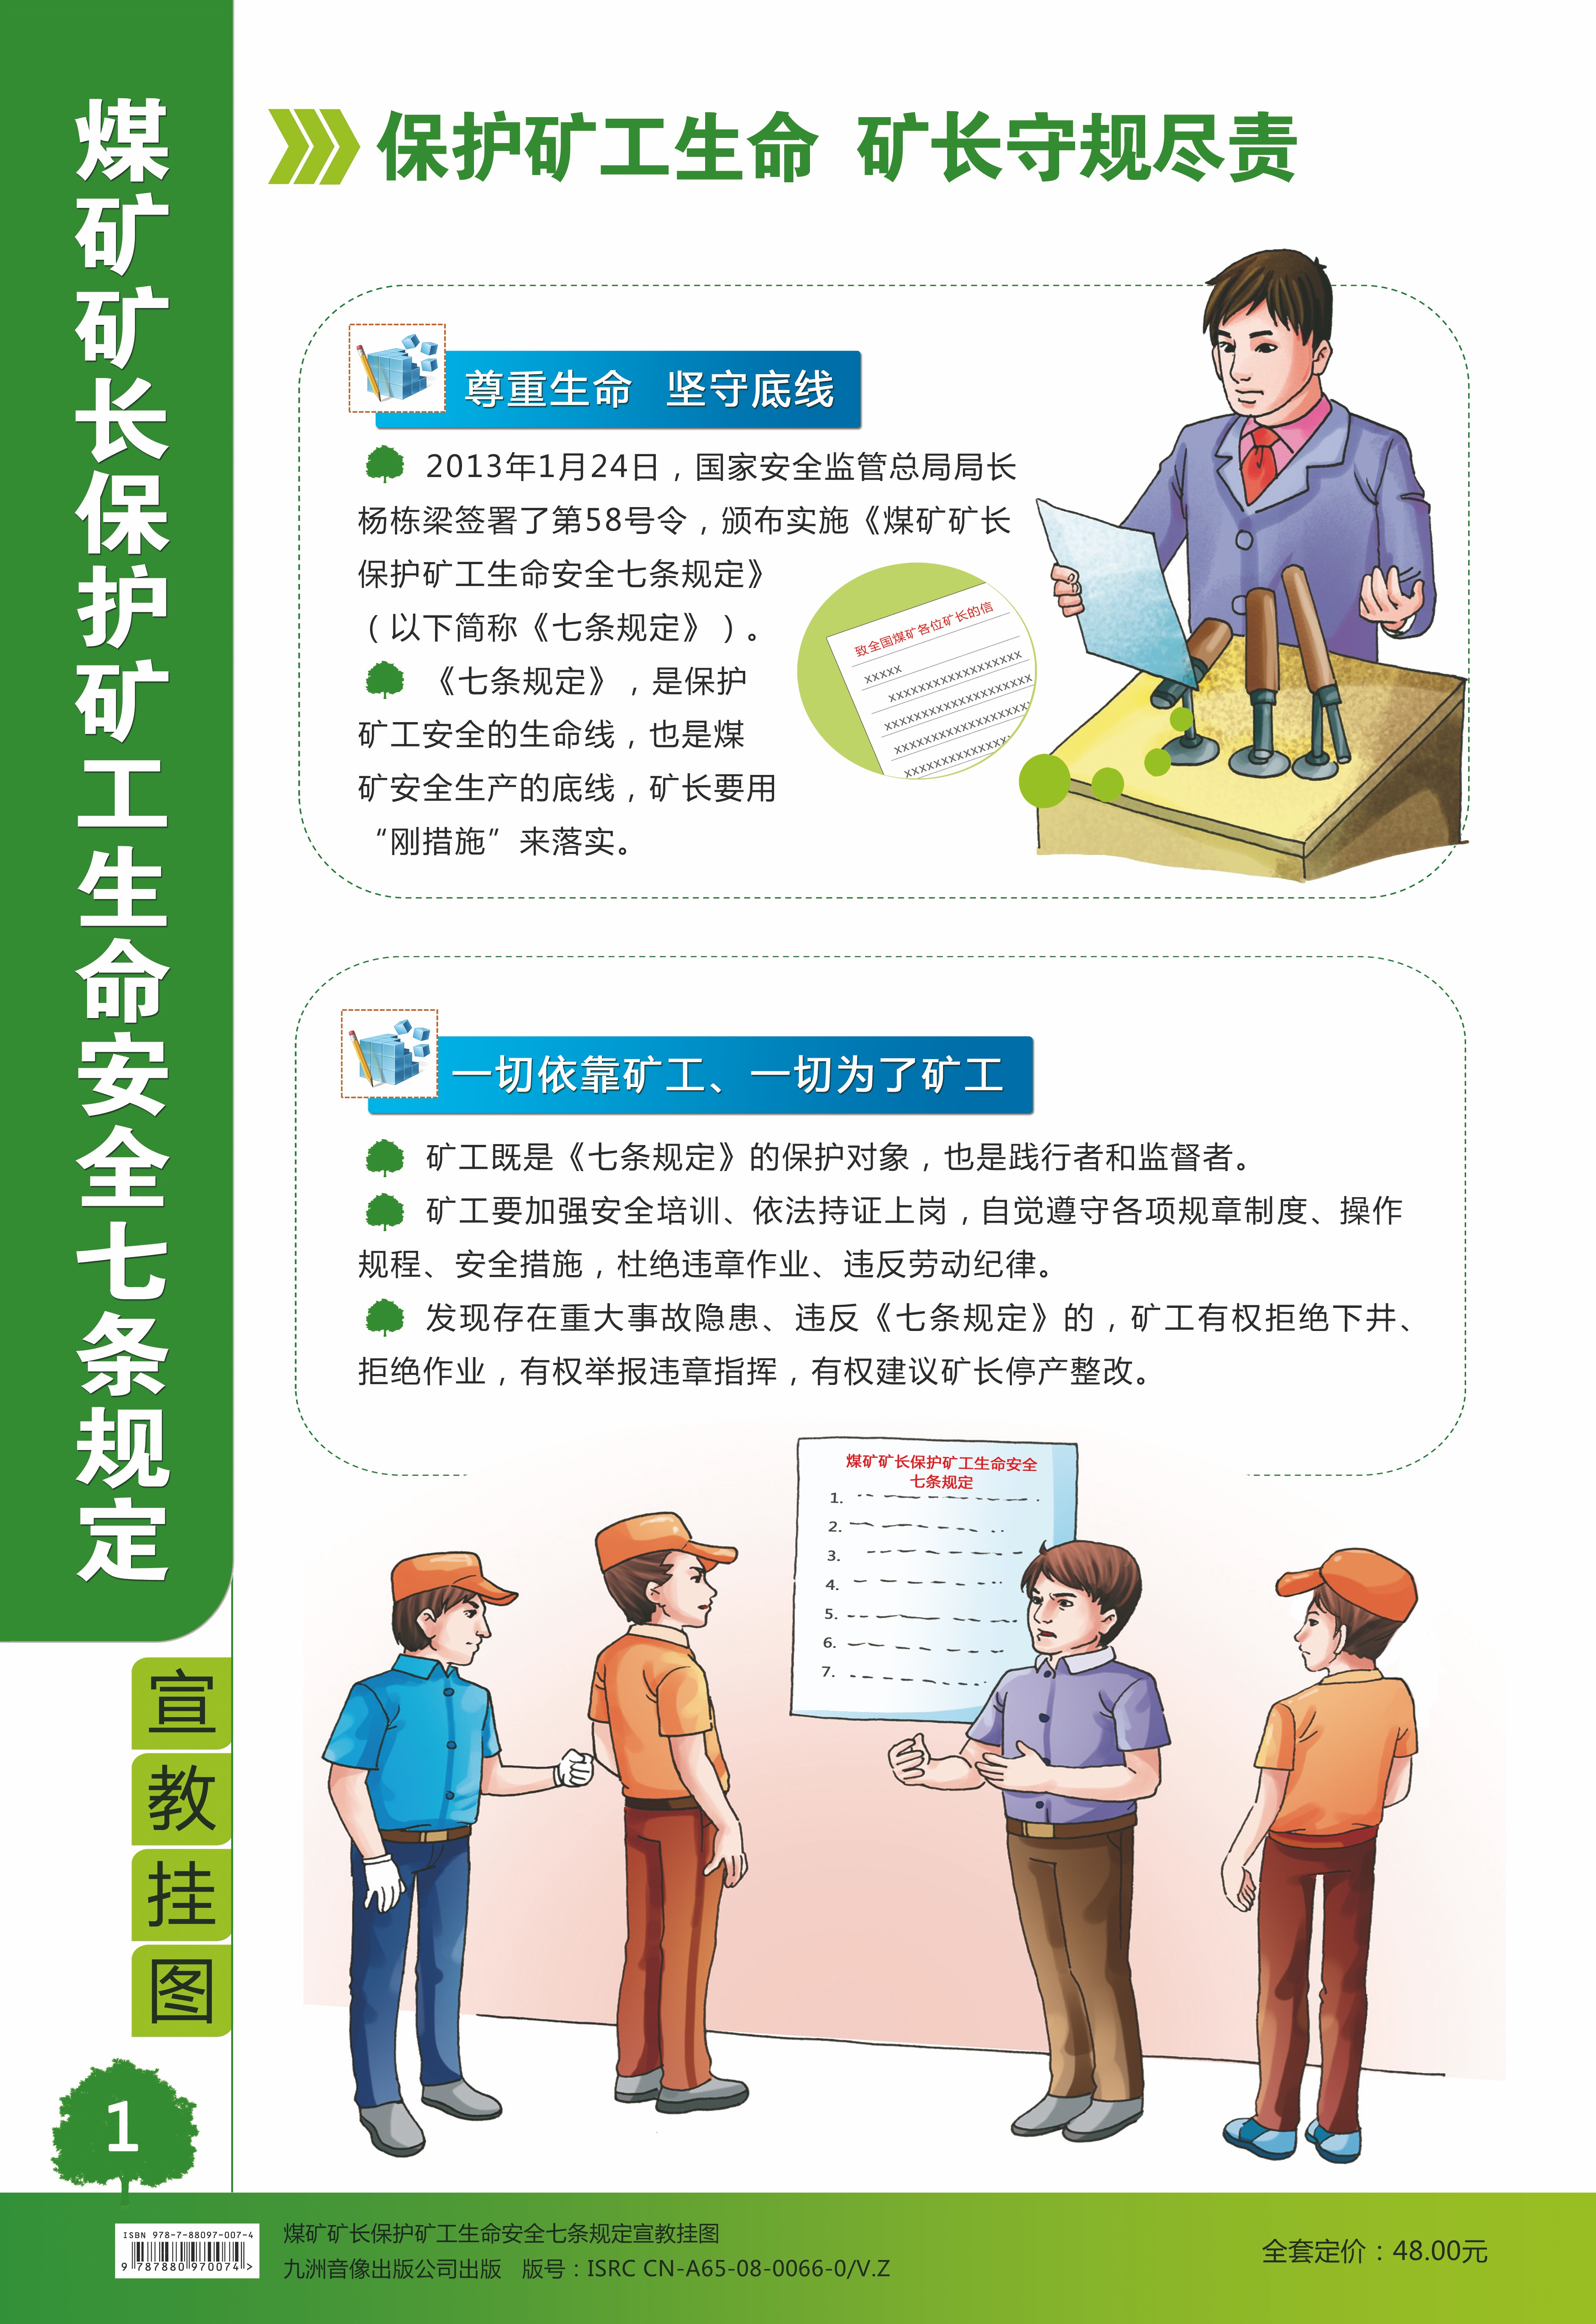 煤矿矿长保护矿工生命安全七条规定
宣教挂图
1
保护矿工生命 矿长守规尽责
尊重生命 坚守底线
2013年1月24日，国家安全监管总局局长
杨栋梁签署了第58号令，颁布实施《煤矿矿长
保护矿工生命安全七条规定》
（以下简称《七条规定》）。
《七条规定》，是保护
矿工安全的生命线，也是煤
矿安全生产的底线，矿长要用
“刚措施”来落实。
致全国煤矿各位矿长的信
xxxxx
xxxxxxxxxxxxxxxxxx
xxxxxxxxxxxxxxxxxxxx
xxxxxxxxxxxxxxxxxx
xxxxxxxxxxxxxx
一切依靠矿工、一切为了矿工
矿工既是《七条规定》的保护对象，也是践行者和监督者。
矿工要加强安全培训、依法持证上岗，自觉遵守各项规章制度、操作
规程、安全措施，杜绝违章作业、违反劳动纪律。
发现存在重大事故隐患、违反《七条规定》的，矿工有权拒绝下井、
拒绝作业，有权举报违章指挥，有权建议矿长停产整改。
煤矿矿长保护矿工生命安全
七条规定
1.
2.
3.
4.
5.
6.
7.
ISBN 978-7-88097-007-4
9 787880 970074 >
煤矿矿长保护矿工生命安全七条规定宣教挂图
九洲音像出版公司出版 版号：ISRC CN-A65-08-0066-0/V.Z
全套定价：48.00元